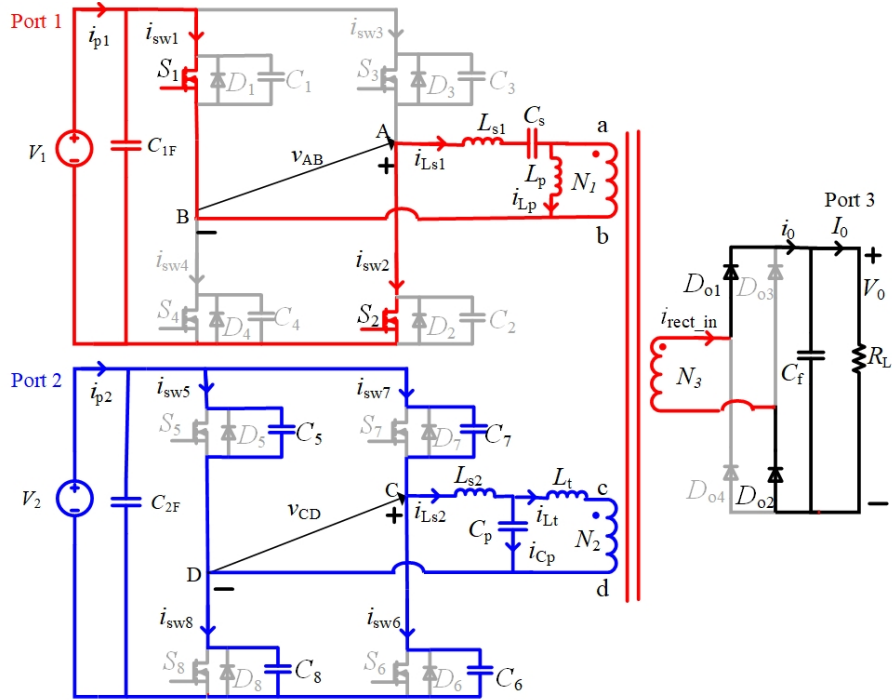 Port 1
i_p1
i_sw1
i_sw3
S_1
D_1
C_1
S_3
D_3
C_3
V_1
C_1F
v_AB
A
+
i_Ls1
L_s1
C_s
a
L_p
N_1
i_Lp
B
−
b
i_sw4
i_sw2
S_4
D_4
C_4
S_2
D_2
C_2
Port 3
i_0
I_0
+
D_o1
D_o3
V_0
i_rect_in
N_3
C_f
R_L
D_o4
D_o2
−
Port 2
i_p2
i_sw5
i_sw7
S_5
D_5
C_5
S_7
D_7
C_7
V_2
C_2F
v_CD
C
+
i_Ls2
L_s2
L_t
c
C_p
i_Lt
N_2
i_Cp
D
−
d
i_sw8
i_sw6
S_8
D_8
C_8
S_6
D_6
C_6